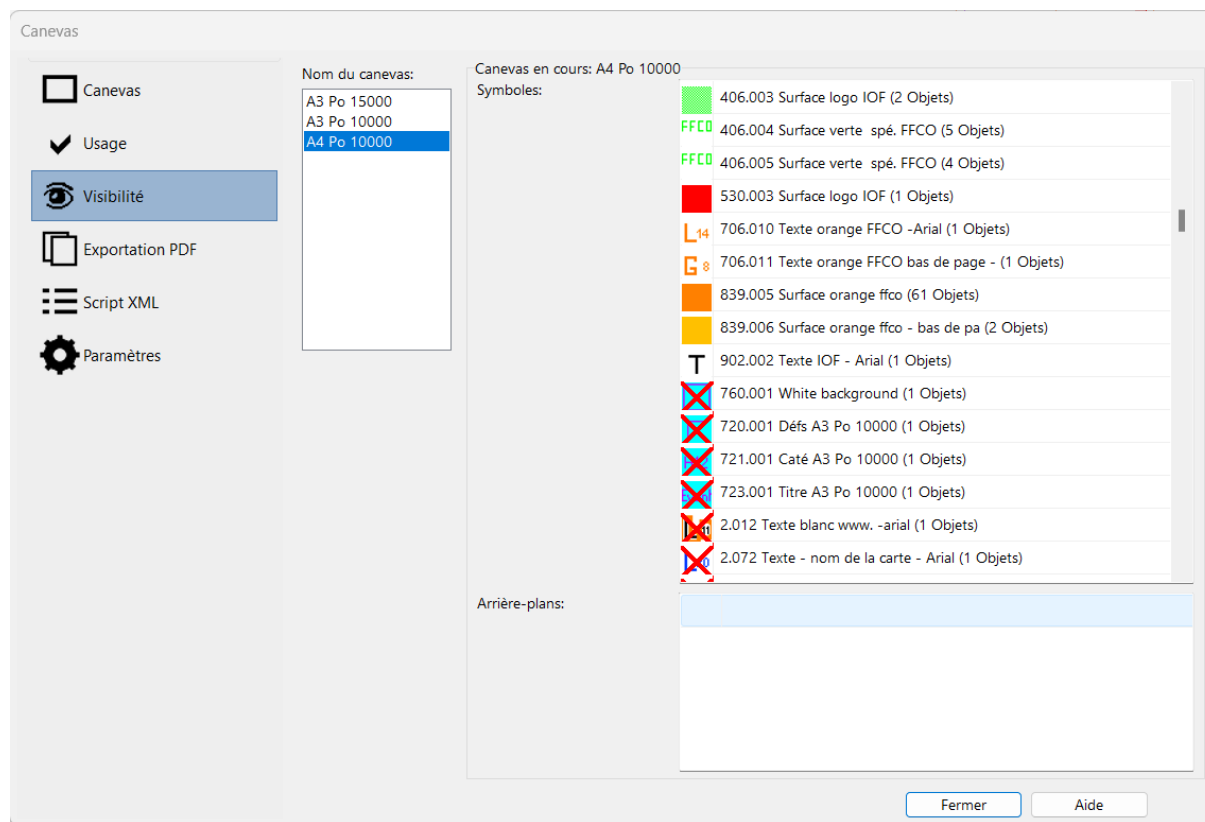 Canevas
Canevas
Usage
Visibilité
Exportation PDF
Script XML
Paramètres
Nom du canevas:
A3 Po 15000
A3 Po 10000
A4 Po 10000
Canevas en cours: A4 Po 10000
Symboles:
406.003 Surface logo IOF (2 Objets)
FFCO 406.004 Surface verte  spé. FFCO (5 Objets)
FFCO 406.005 Surface verte  spé. FFCO (4 Objets)
530.003 Surface logo IOF (1 Objets)
L 14 706.010 Texte orange FFCO -Arial (1 Objets)
G 8 706.011 Texte orange FFCO bas de page - (1 Objets)
839.005 Surface orange ffco (61 Objets)
839.006 Surface orange ffco - bas de pa (2 Objets)
T 902.002 Texte IOF - Arial (1 Objets)
760.001 White background (1 Objets)
720.001 Défs A3 Po 10000 (1 Objets)
721.001 Caté A3 Po 10000 (1 Objets)
723.001 Titre A3 Po 10000 (1 Objets)
2.012 Texte blanc www. -arial (1 Objets)
2.072 Texte - nom de la carte - Arial (1 Objets)
Arrière-plans:
Fermer
Aide